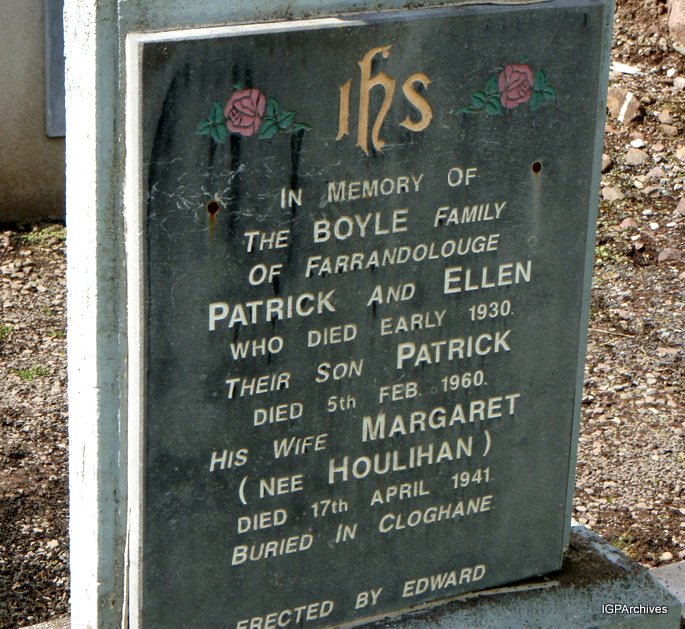 ihs
IN MEMORY OF
THE BOYLE FAMILY
OF FARRANDOLOUGE
PATRICK AND ELLEN
WHO DIED EARLY 1930.
THEIR SON PATRICK
DIED 5th FEB. 1960.
HIS WIFE MARGARET
(NEE HOULIHAN)
DIED 17th APRIL 1941.
BURIED IN CLOGHANE
ERECTED BY EDWARD
IGPArchives